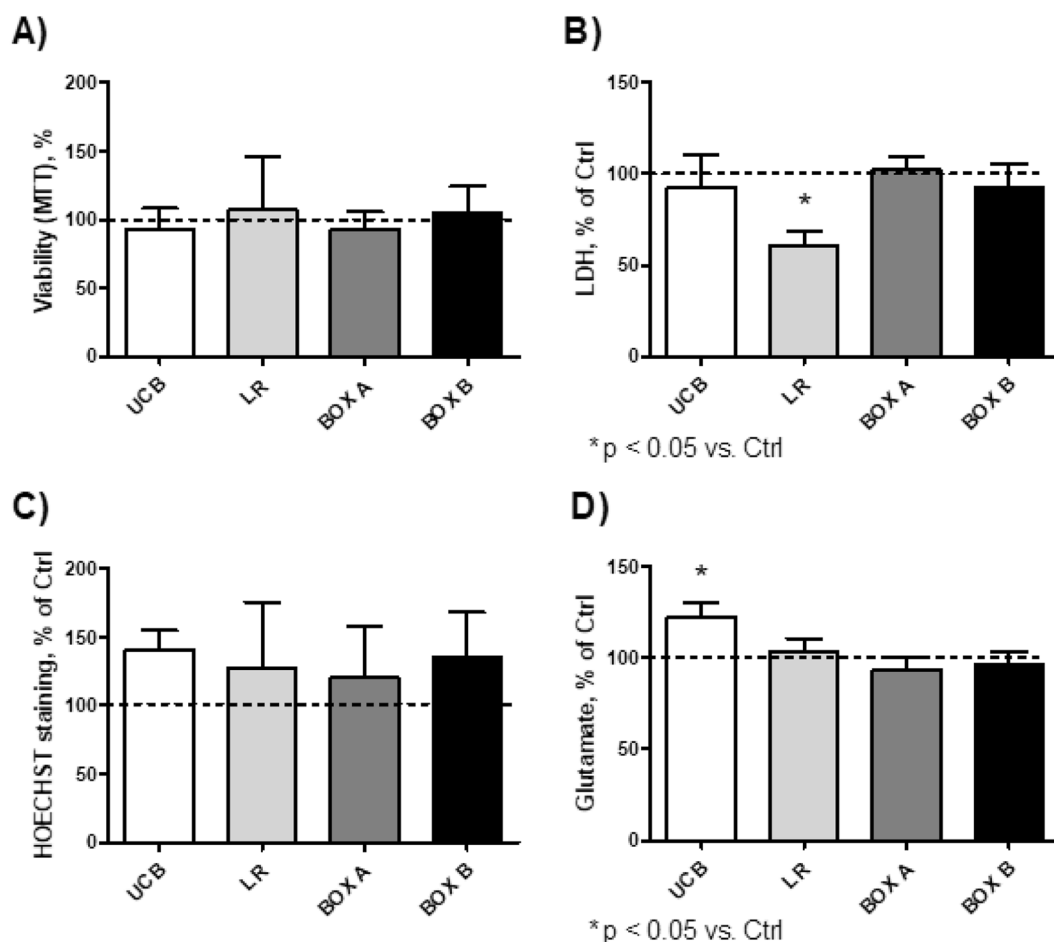 A)
Viability (MTT), %
200
150
100
50
0
UCB
LR
BOX A
BOX B
B)
LDH, % of Ctrl
150
100
50
0
*
UCB
LR
BOX A
BOX B
*p < 0.05 vs. Ctrl
C)
HOECHST staining, % of Ctrl
200
150
100
50
0
UCB
LR
BOX A
BOX B
D)
Glutamate, % of Ctrl
150
100
50
0
*
UCB
LR
BOX A
BOX B
*p < 0.05 vs. Ctrl